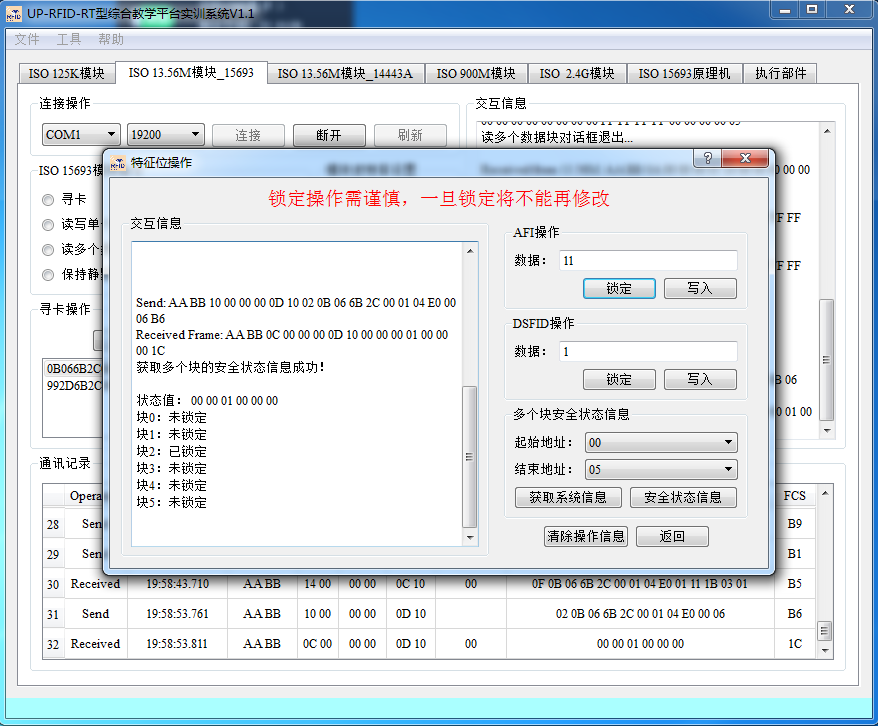 UP-RFID-RT型综合教学平台实训系统V1.1
文件 工具 帮助
ISO 125K模块 ISO 13.56M模块_15693 ISO 13.56M模块_14443A ISO 900M模块 ISO 2.4G模块 ISO 15693原理机 执行部件
连接操作
COM1 19200 连接 断开 刷新
交互信息
读多个数据块对话框退出...
00 00
ISO 15693模
寻卡
读写单
读多个
保持静
F FF
F FF
寻卡操作
0B066B2C
992D6B2C
B 06
0 01 00
特征位操作
锁定操作需谨慎，一旦锁定将不能再修改
交互信息
Send: AA BB 10 00 00 00 0D 10 02 0B 06 6B 2C 00 01 04 E0 00
06 B6
Received Frame: AA BB 0C 00 00 00 0D 10 00 00 00 01 00 00
00 1C
获取多个块的安全状态信息成功！
状态值： 00 00 01 00 00 00
块0：未锁定
块1：未锁定
块2：已锁定
块3：未锁定
块4：未锁定
块5：未锁定
AFI操作
数据： 11
锁定 写入
DSFID操作
数据： 1
锁定 写入
多个块安全状态信息
起始地址： 00
结束地址： 05
获取系统信息 安全状态信息
清除操作信息 返回
通讯记录
Opera FCS
28 Sen B9
29 Sen B1
30 Received 19:58:43.710 AA BB 14 00 00 00 0C 10 00 0F 0B 06 6B 2C 00 01 04 E0 01 11 1B 03 01 B5
31 Send 19:58:53.761 AA BB 10 00 00 00 0D 10 02 0B 06 6B 2C 00 01 04 E0 00 06 B6
32 Received 19:58:53.811 AA BB 0C 00 00 00 0D 10 00 00 00 01 00 00 00 1C